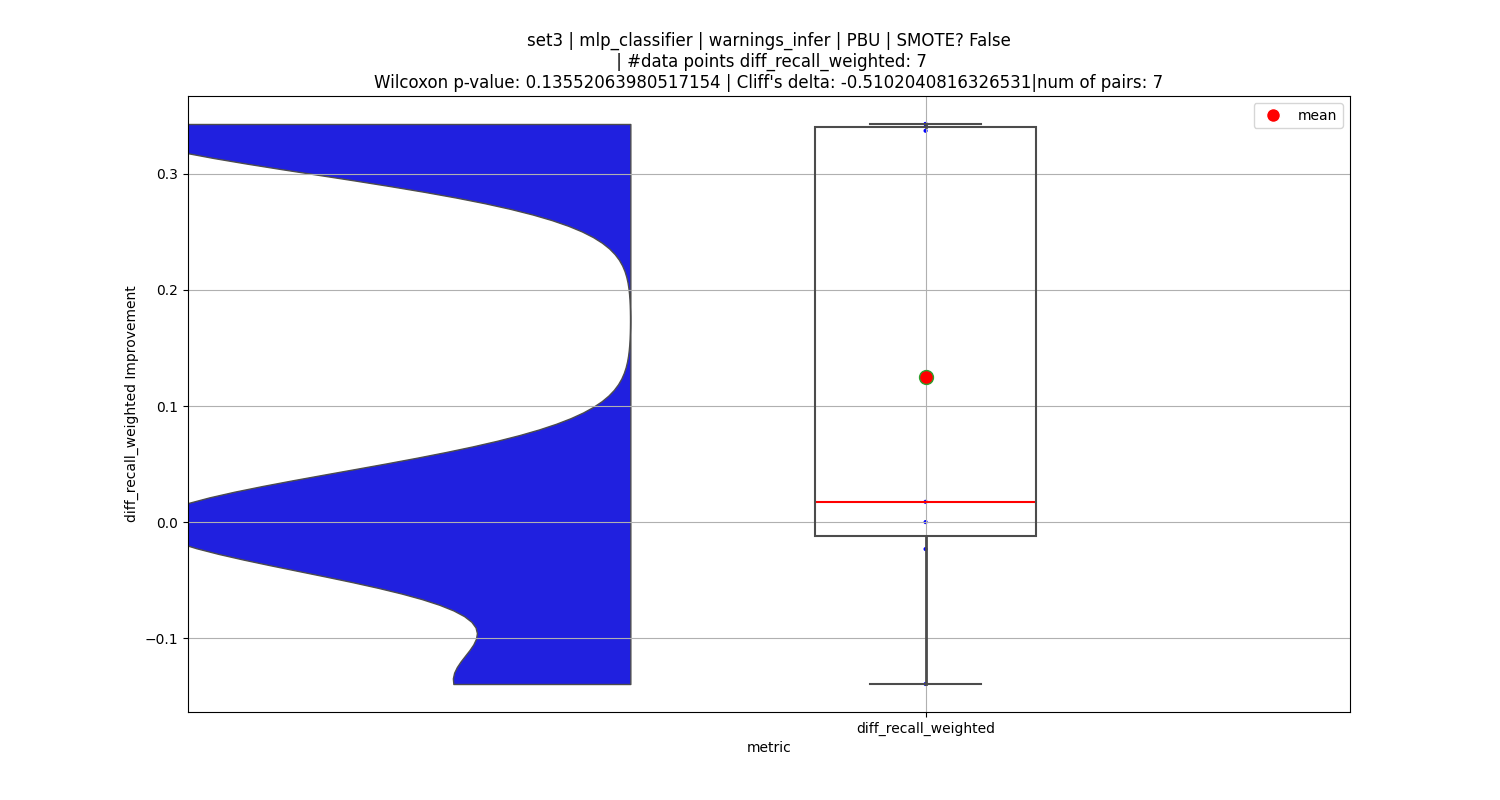 set3 | mlp_classifier | warnings_infer | PBU | SMOTE? False
| #data points diff_recall_weighted: 7
Wilcoxon p-value: 0.13552063980517154 | Cliff's delta: -0.5102040816326531|num of pairs: 7
mean
0.3
0.2
0.1
0.0
−0.1
diff_recall_weighted Improvement
diff_recall_weighted
metric